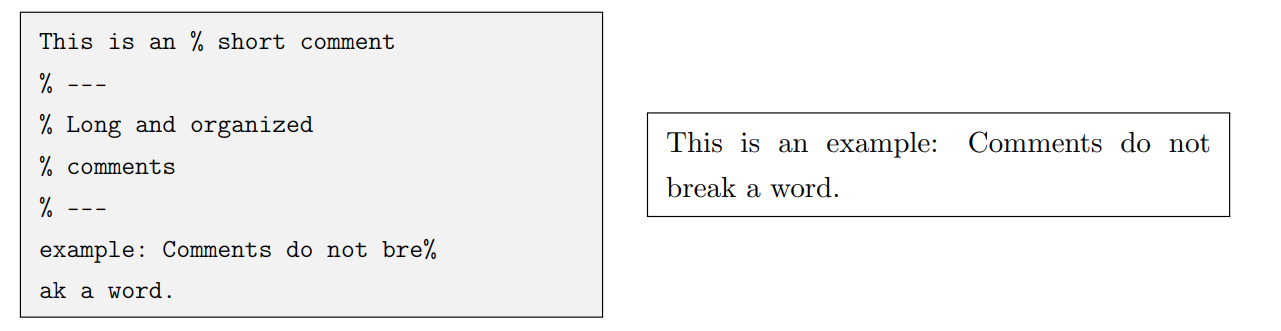 This is an % short comment
% ---
% Long and organized
% comments
% ---
example: Comments do not bre%
ak a word.
This is an example: Comments do not
break a word.